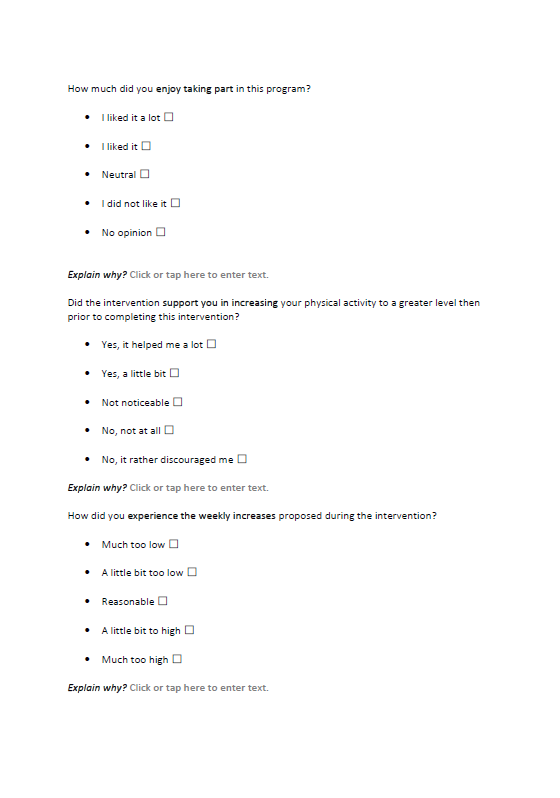 How much did you enjoy taking part in this program?
• I liked it a lot ☐
• I liked it ☐
• Neutral ☐
• I did not like it ☐
• No opinion ☐
Explain why? Click or tap here to enter text.
Did the intervention support you in increasing your physical activity to a greater level then
prior to completing this intervention?
• Yes, it helped me a lot ☐
• Yes, a little bit ☐
• Not noticeable ☐
• No, not at all ☐
• No, it rather discouraged me ☐
Explain why? Click or tap here to enter text.
How did you experience the weekly increases proposed during the intervention?
• Much too low ☐
• A little bit too low ☐
• Reasonable ☐
• A little bit to high ☐
• Much too high ☐
Explain why? Click or tap here to enter text.